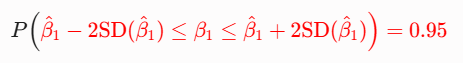 P(β̂₁ − 2SD(β̂₁) ≤ β₁ ≤ β̂₁ + 2SD(β̂₁)) = 0.95